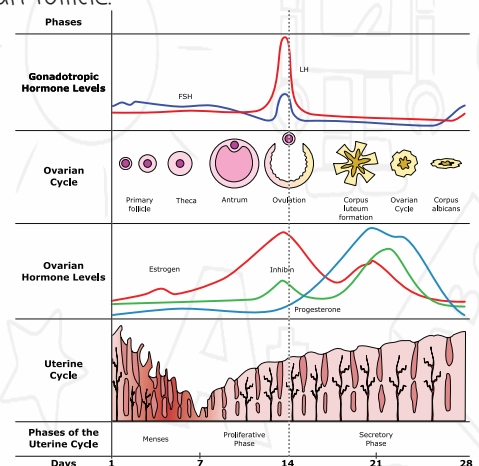 an follicle.
Phases
Gonadotropic
Hormone Levels
FSH
LH
Ovarian
Cycle
Primary
follicle
Theca
Antrum
Ovulation
Corpus
luteum
formation
Ovarian
Cycle
Corpus
albicans
Ovarian
Hormone Levels
Estrogen
Inhibin
Progesterone
Uterine
Cycle
Phases of the
Uterine Cycle
Menses
Proliferative
Phase
Secretory
Phase
Days
1
7
14
21
28